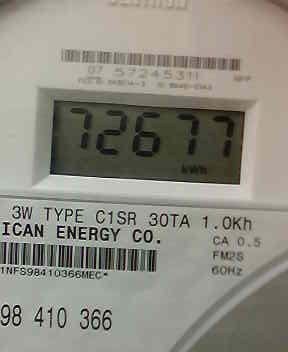 07 57245311
72677
kWh
3W TYPE C1SR 30TA 1.0Kh
ICAN ENERGY CO.
CA 0.5
FM2S
60Hz
1NFS98410366MEC*
98 410 366